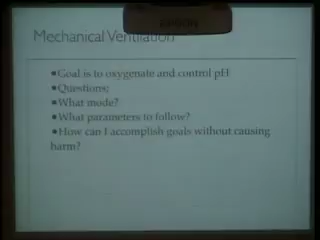 Mechanical Ventilation
•Goal is to oxygenate and control pH
•Questions:
•What mode?
•What parameters to follow?
•How can I accomplish goals without causing
harm?